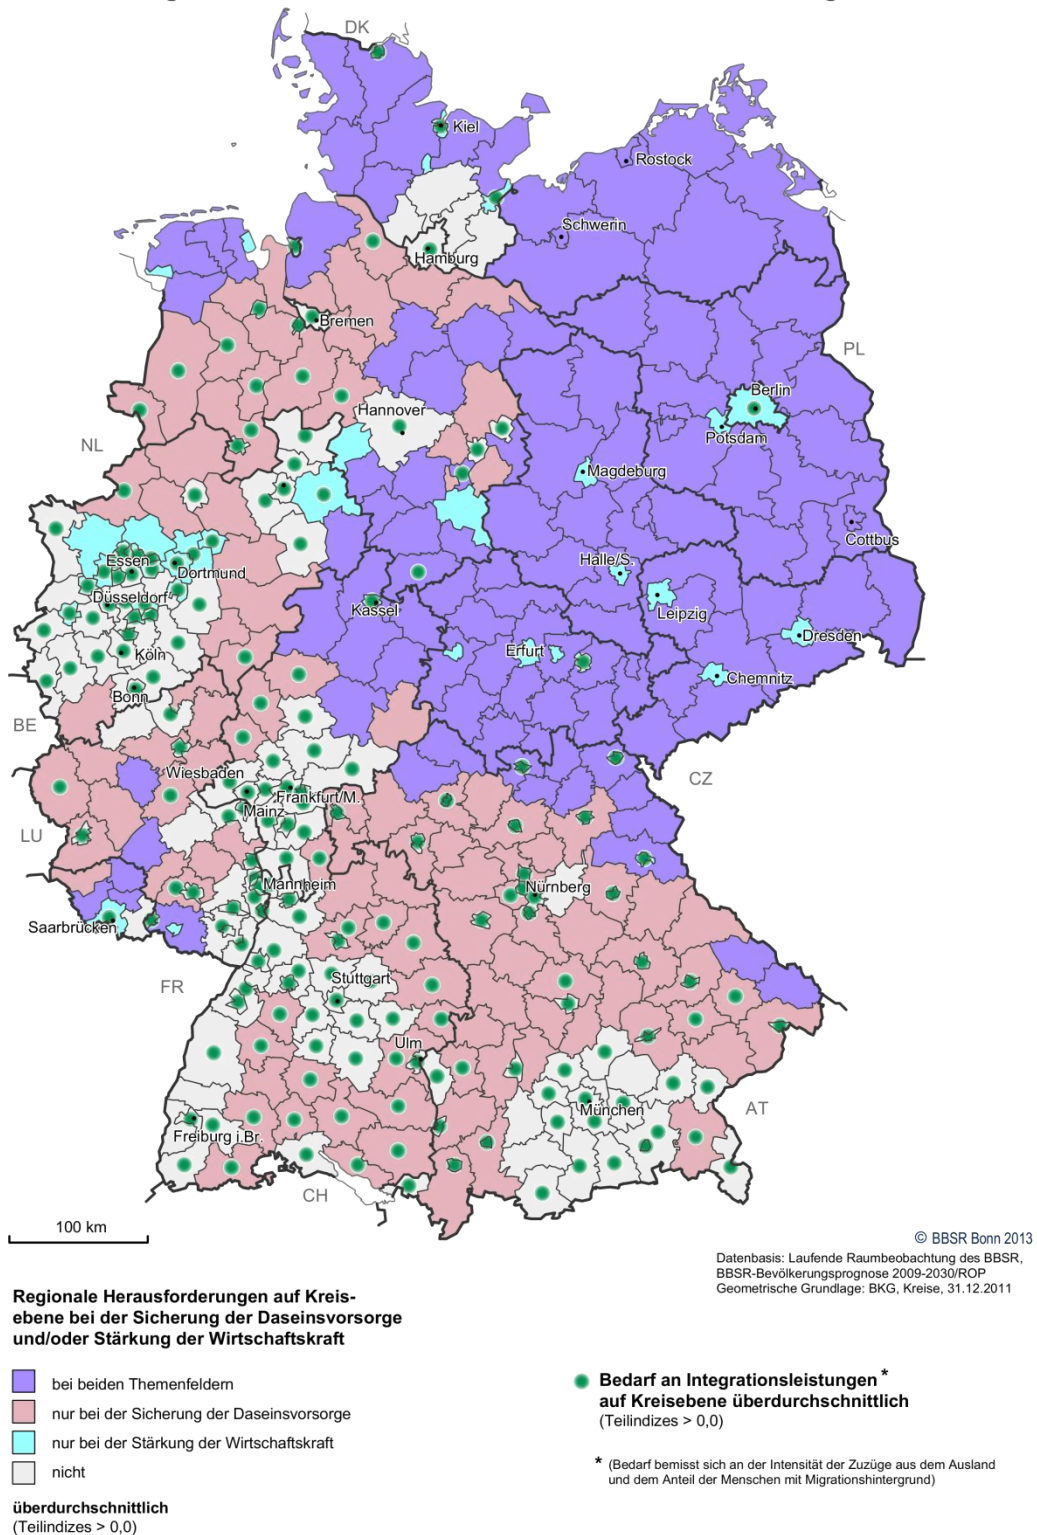 DK
Kiel
Rostock
Schwerin
Hamburg
Bremen
PL
Berlin
Hannover
Potsdam
NL
Magdeburg
Cottbus
Essen
Dortmund
Halle/S.
Düsseldorf
Kassel
Leipzig
Dresden
Köln
Erfurt
Chemnitz
Bonn
BE
Wiesbaden
CZ
Frankfurt/M.
Mainz
LU
Mannheim
Nürnberg
Saarbrücken
FR
Stuttgart
Ulm
München
AT
Freiburg i.Br.
CH
100 km
© BBSR Bonn 2013
Datenbasis: Laufende Raumbeobachtung des BBSR,
BBSR-Bevölkerungsprognose 2009-2030/ROP
Geometrische Grundlage: BKG, Kreise, 31.12.2011
Regionale Herausforderungen auf Kreis-
ebene bei der Sicherung der Daseinsvorsorge
und/oder Stärkung der Wirtschaftskraft
bei beiden Themenfeldern
nur bei der Sicherung der Daseinsvorsorge
nur bei der Stärkung der Wirtschaftskraft
nicht
überdurchschnittlich
(Teilindizes > 0,0)
Bedarf an Integrationsleistungen *
auf Kreisebene überdurchschnittlich
(Teilindizes > 0,0)
* (Bedarf bemisst sich an der Intensität der Zuzüge aus dem Ausland
und dem Anteil der Menschen mit Migrationshintergrund)